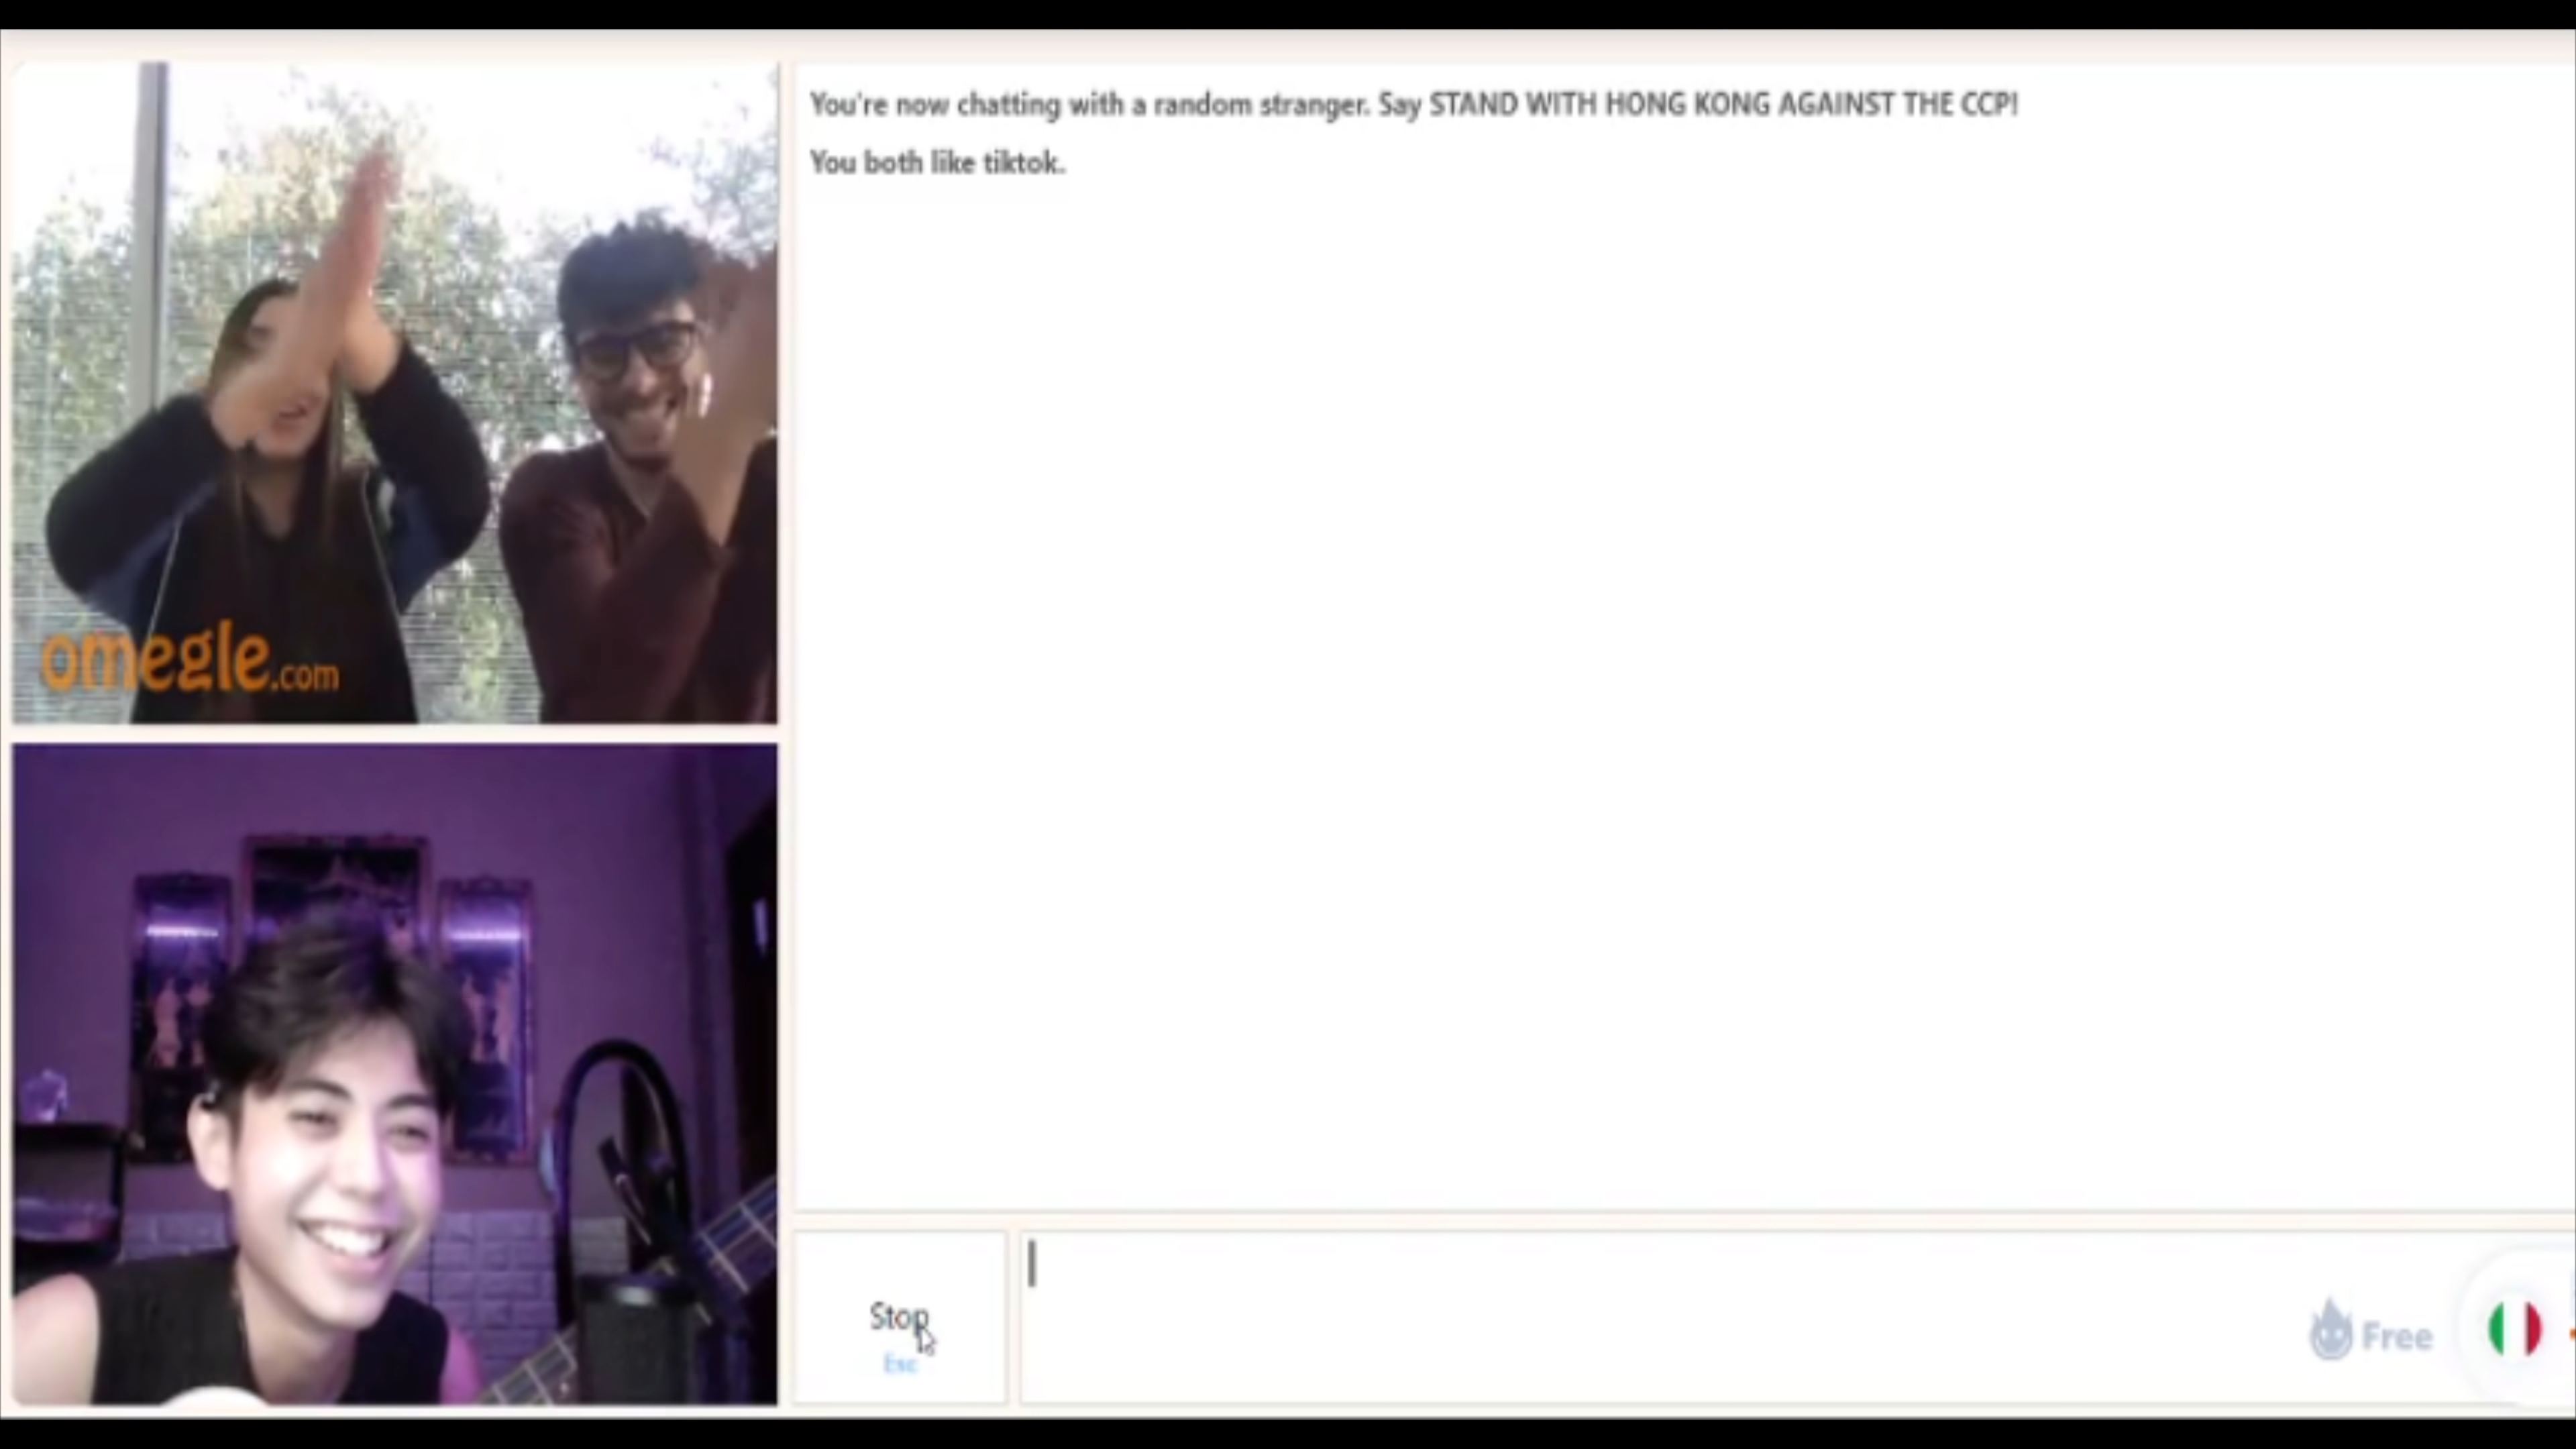 You're now chatting with a random stranger. Say STAND WITH HONG KONG AGAINST THE CCP!
You both like tiktok.
omegle.com
Stop
Esc
Free